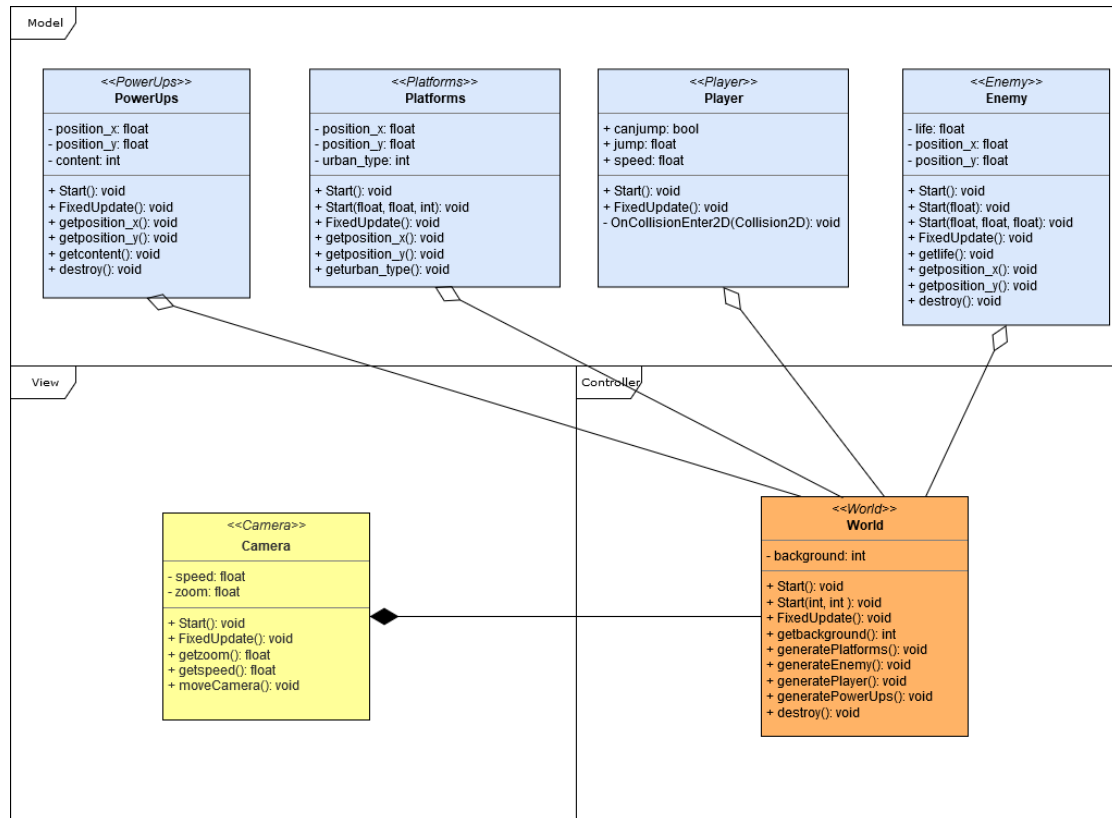 Model
<<PowerUps>>
PowerUps
- position_x: float
- position_y: float
- content: int
+ Start(): void
+ FixedUpdate(): void
+ getposition_x(): void
+ getposition_y(): void
+ getcontent(): void
+ destroy(): void
<<Platforms>>
Platforms
- position_x: float
- position_y: float
- urban_type: int
+ Start(): void
+ Start(float, float, int): void
+ FixedUpdate(): void
+ getposition_x(): void
+ getposition_y(): void
+ geturban_type(): void
<<Player>>
Player
+ canjump: bool
+ jump: float
+ speed: float
+ Start(): void
+ FixedUpdate(): void
- OnCollisionEnter2D(Collision2D): void
<<Enemy>>
Enemy
- life: float
- position_x: float
- position_y: float
+ Start(): void
+ Start(float): void
+ Start(float, float, float): void
+ FixedUpdate(): void
+ getlife(): void
+ getposition_x(): void
+ getposition_y(): void
+ destroy(): void
View
<<Camera>>
Camera
- speed: float
- zoom: float
+ Start(): void
+ FixedUpdate(): void
+ getzoom(): float
+ getspeed(): float
+ moveCamera(): void
Controller
<<World>>
World
- background: int
+ Start(): void
+ Start(int, int ): void
+ FixedUpdate(): void
+ getbackground(): int
+ generatePlatforms(): void
+ generateEnemy(): void
+ generatePlayer(): void
+ generatePowerUps(): void
+ destroy(): void